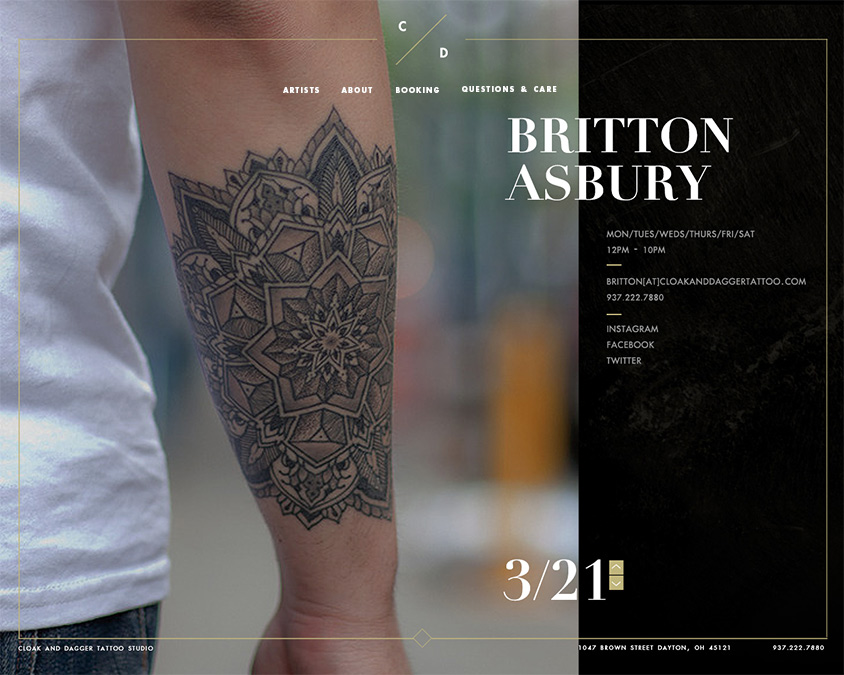 C
D
ARTISTS
ABOUT
BOOKING
QUESTIONS & CARE
BRITTON
ASBURY
MON/TUES/WEDS/THURS/FRI/SAT
12PM - 10PM
BRITTON[AT]CLOAKANDDAGGERTATTOO.COM
937.222.7880
INSTAGRAM
FACEBOOK
TWITTER
3/21
CLOAK AND DAGGER TATTOO STUDIO
1047 BROWN STREET DAYTON, OH 45121
937.222.7880